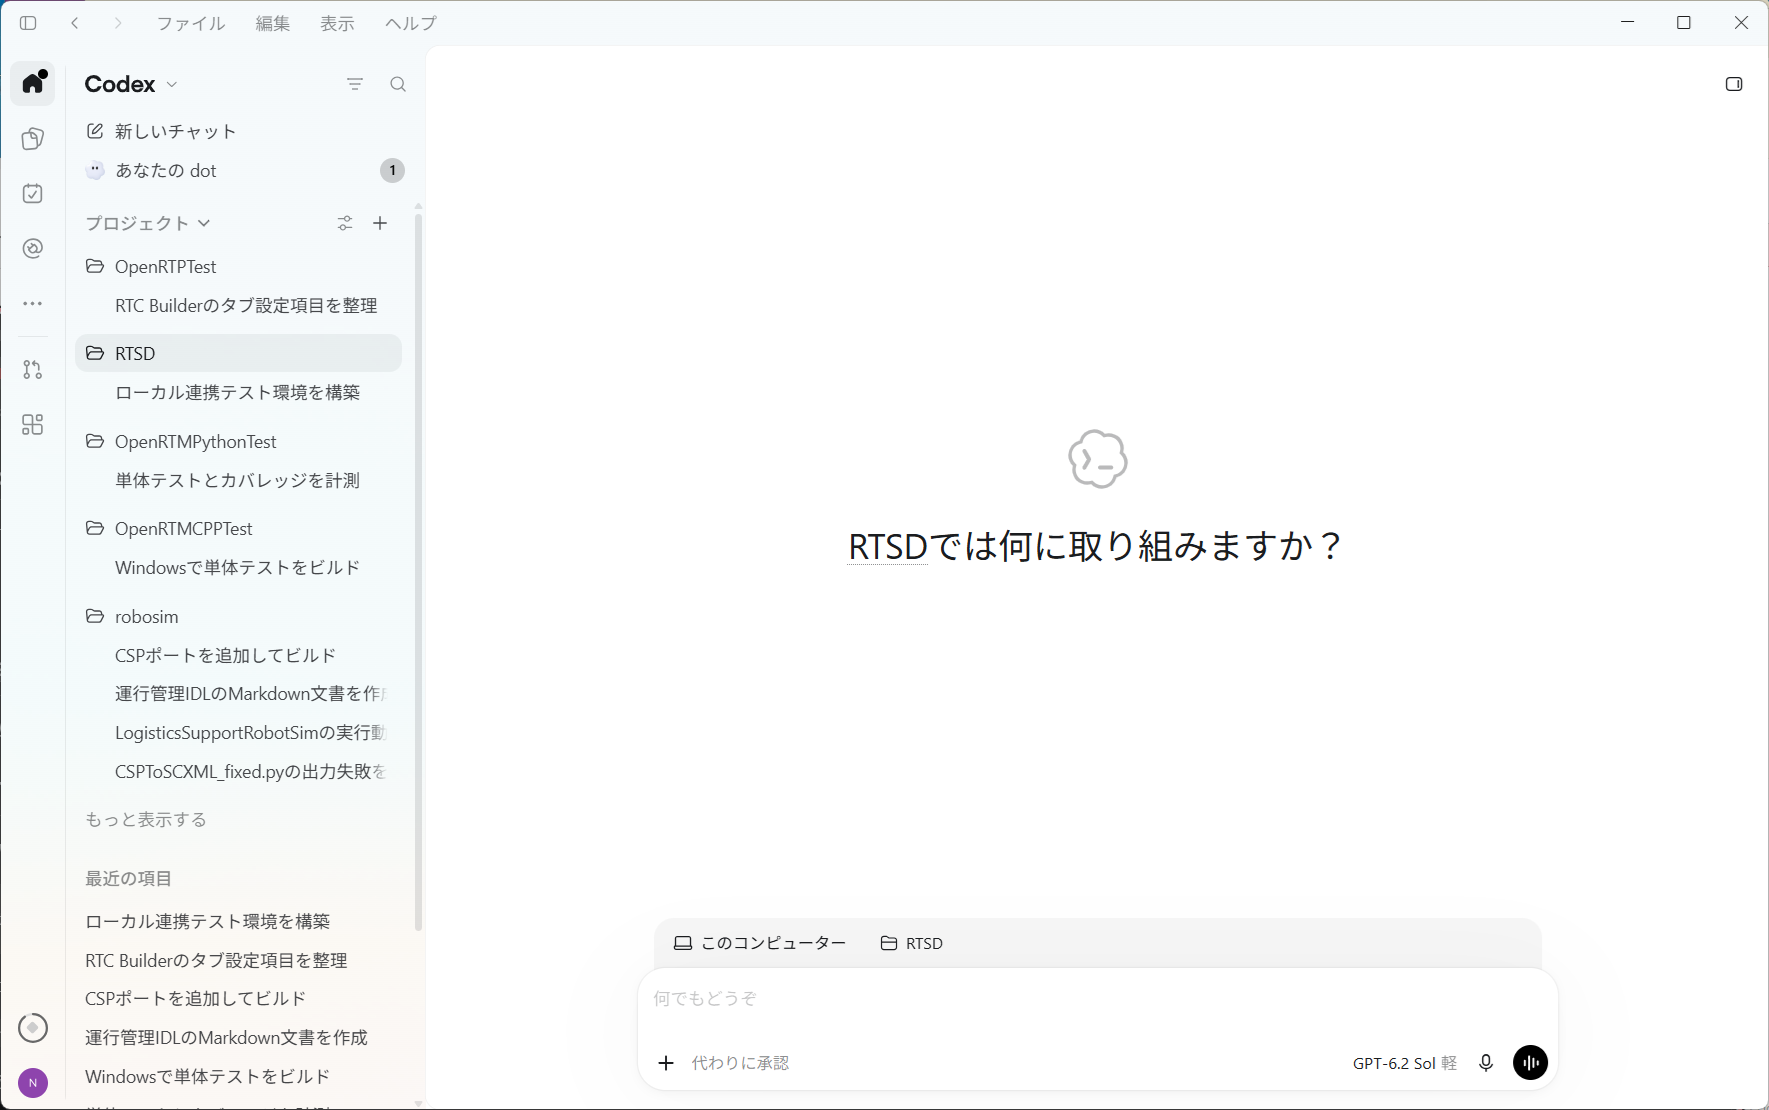 ファイル 編集 表示 ヘルプ
Codex
新しいチャット
あなたの dot 1
プロジェクト
OpenRTPTest
RTC Builderのタブ設定項目を整理
RTSD
ローカル連携テスト環境を構築
OpenRTMPythonTest
単体テストとカバレッジを計測
OpenRTMCPPTest
Windowsで単体テストをビルド
robosim
CSPポートを追加してビルド
運行管理IDLのMarkdown文書を作成
LogisticsSupportRobotSimの実行動
CSPToSCXML_fixed.pyの出力失敗を
もっと表示する
最近の項目
ローカル連携テスト環境を構築
RTC Builderのタブ設定項目を整理
CSPポートを追加してビルド
運行管理IDLのMarkdown文書を作成
Windowsで単体テストをビルド
N
RTSDでは何に取り組みますか？
このコンピューター RTSD
何でもどうぞ
代わりに承認 GPT-6.2 Sol 軽